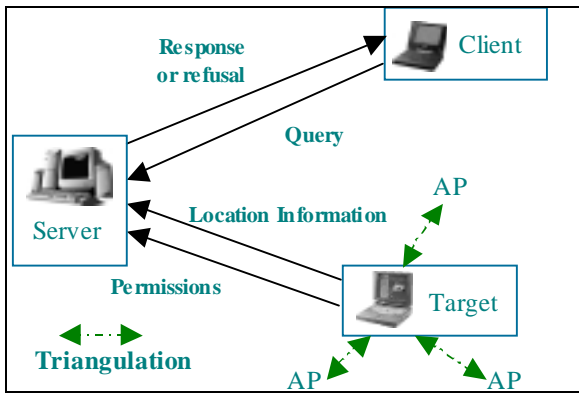 Response
or refusal
Client
Query
AP
Server
Location Information
Permissions
Target
Triangulation
AP
AP